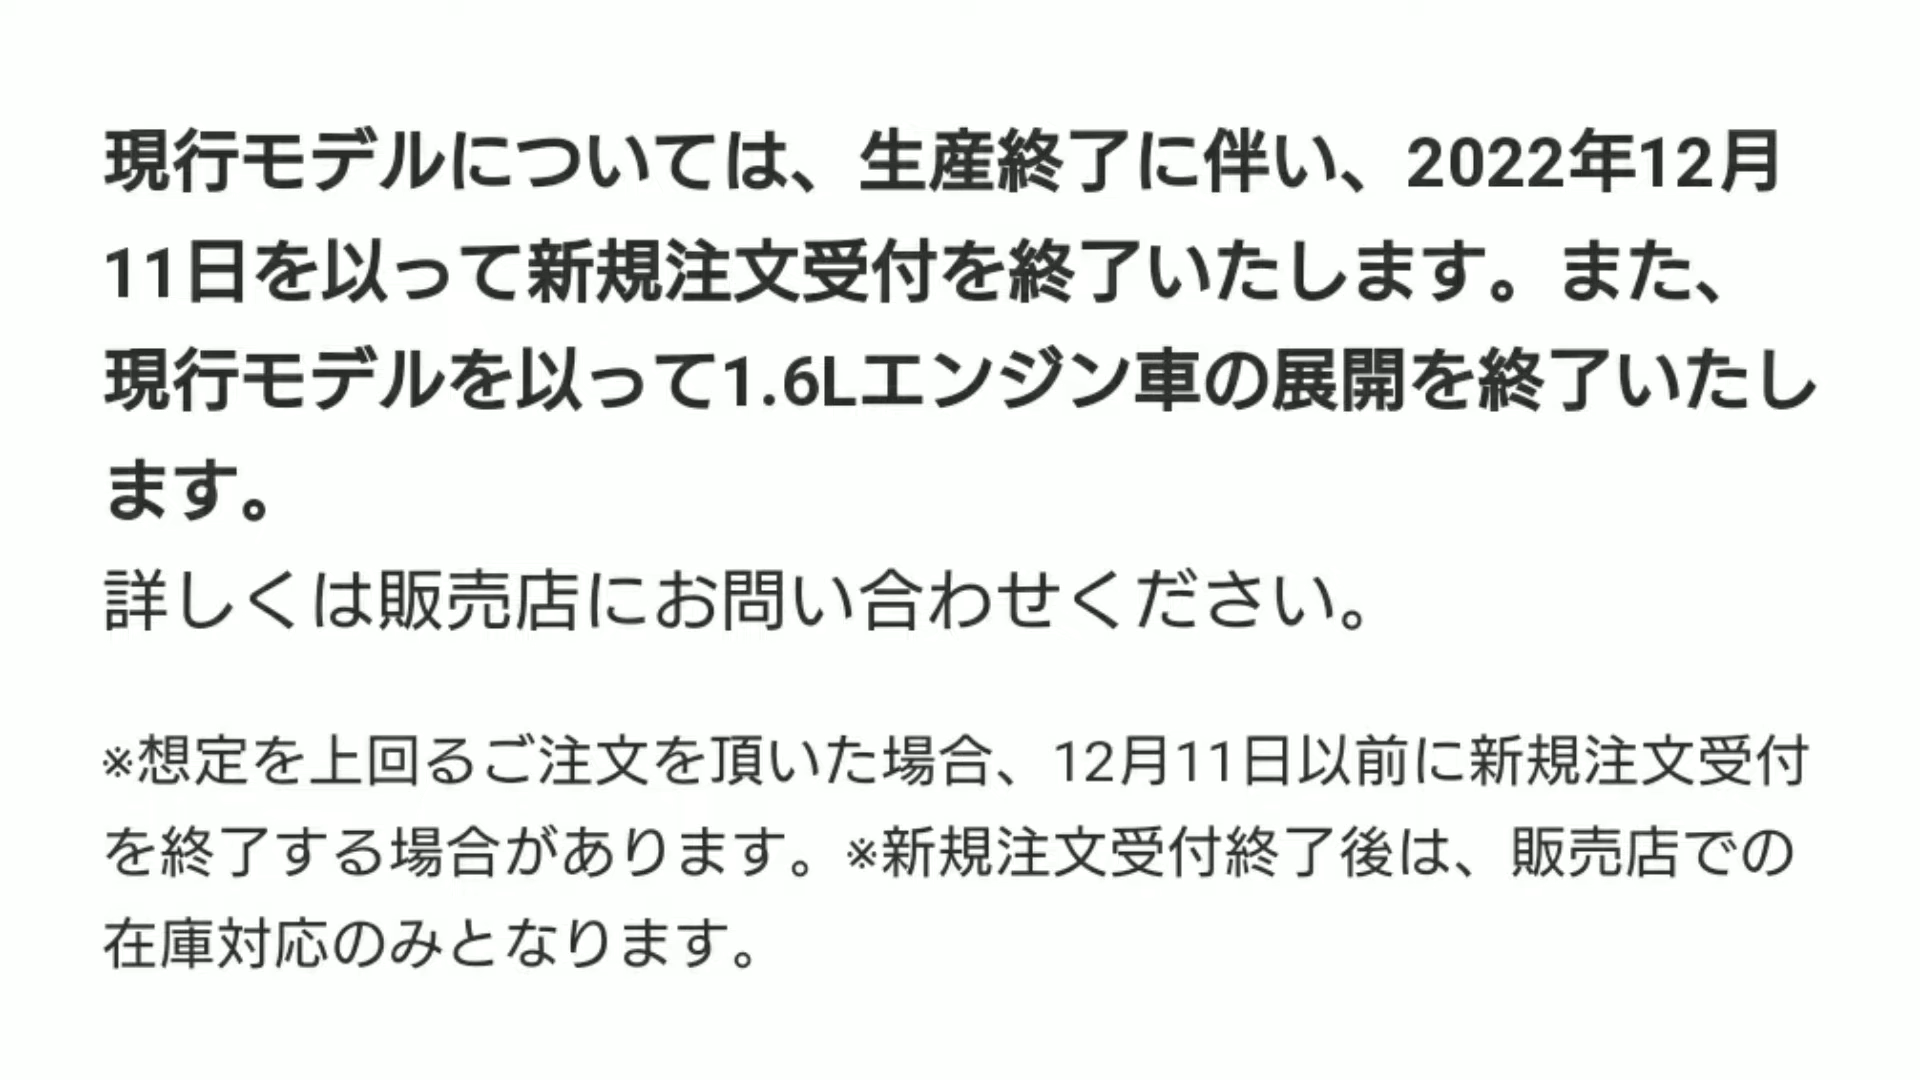 現行モデルについては、生産終了に伴い、2022年12月
11日を以って新規注文受付を終了いたします。また、
現行モデルを以って1.6Lエンジン車の展開を終了いたし
ます。
詳しくは販売店にお問い合わせください。
※想定を上回るご注文を頂いた場合、12月11日以前に新規注文受付
を終了する場合があります。※新規注文受付終了後は、販売店での
在庫対応のみとなります。